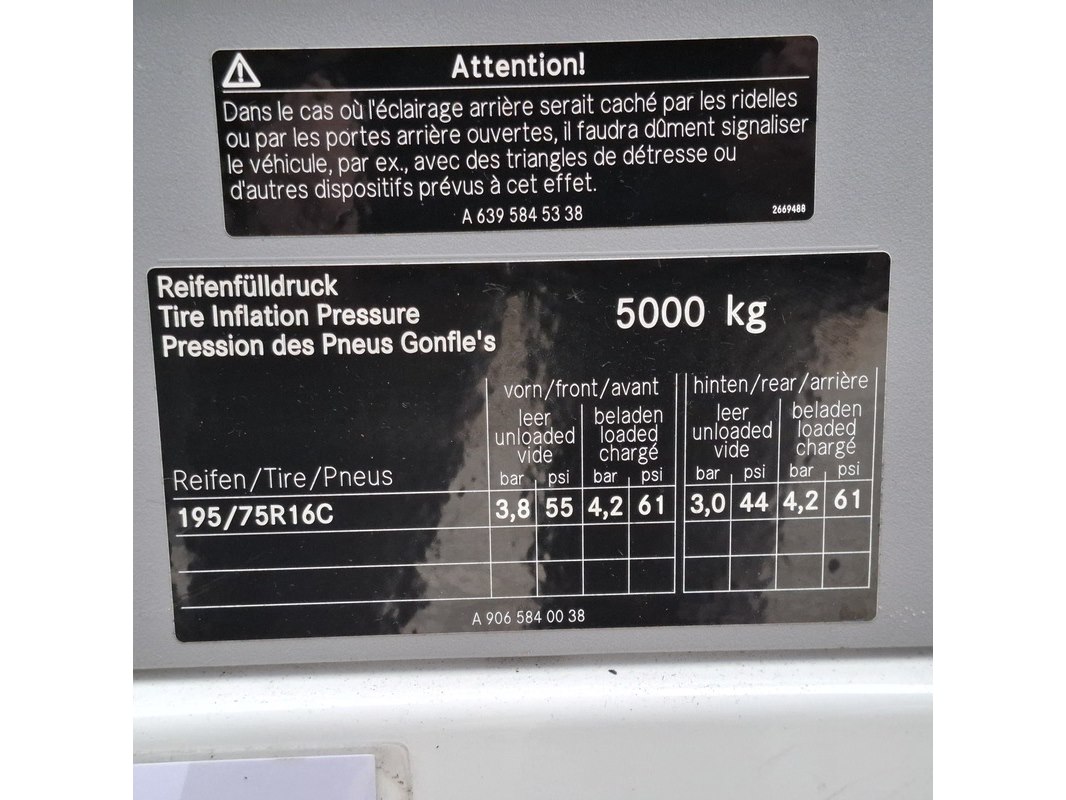 Attention!
Dans le cas où l'éclairage arrière serait caché par les ridelles
ou par les portes arrière ouvertes, il faudra dûment signaliser
le véhicule, par ex., avec des triangles de détresse ou
d'autres dispositifs prévus à cet effet.
A 639 584 53 38
2669488
Reifenfülldruck
Tire Inflation Pressure
Pression des Pneus Gonfle's
5000 kg
vorn/front/avant hinten/rear/arrière
leer beladen leer beladen
unloaded loaded unloaded loaded
vide chargé vide chargé
Reifen/Tire/Pneus bar psi bar psi bar psi bar psi
195/75R16C 3,8 55 4,2 61 3,0 44 4,2 61
A 906 584 00 38